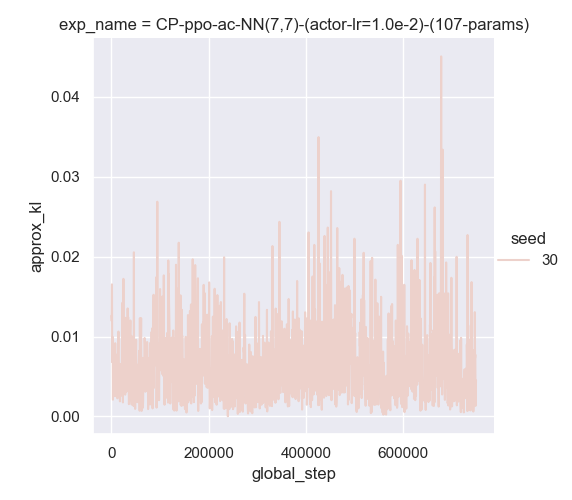 exp_name = CP-ppo-ac-NN(7,7)-(actor-lr=1.0e-2)-(107-params)
0.04
0.03
0.02
0.01
0.00
approx_kl
seed
30
0
200000
400000
600000
global_step